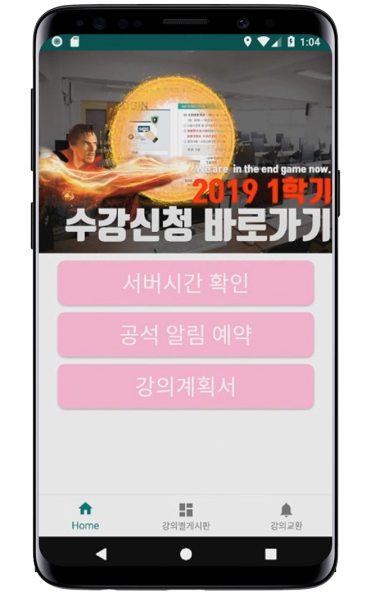 1:04
We are in the end game now.
2019 1학기
수강신청 바로가기
서버시간 확인
공석 알림 예약
강의계획서
Home
강의별게시판
강의교환